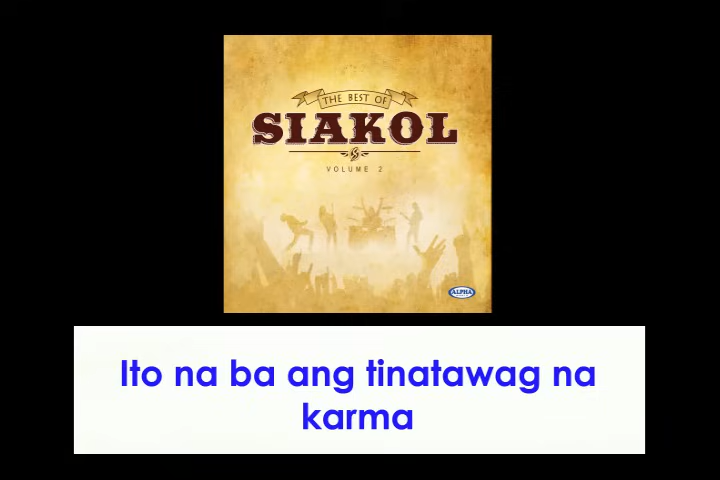 THE BEST OF
SIAKOL
VOLUME 2
ALPHA
Ito na ba ang tinatawag na
karma